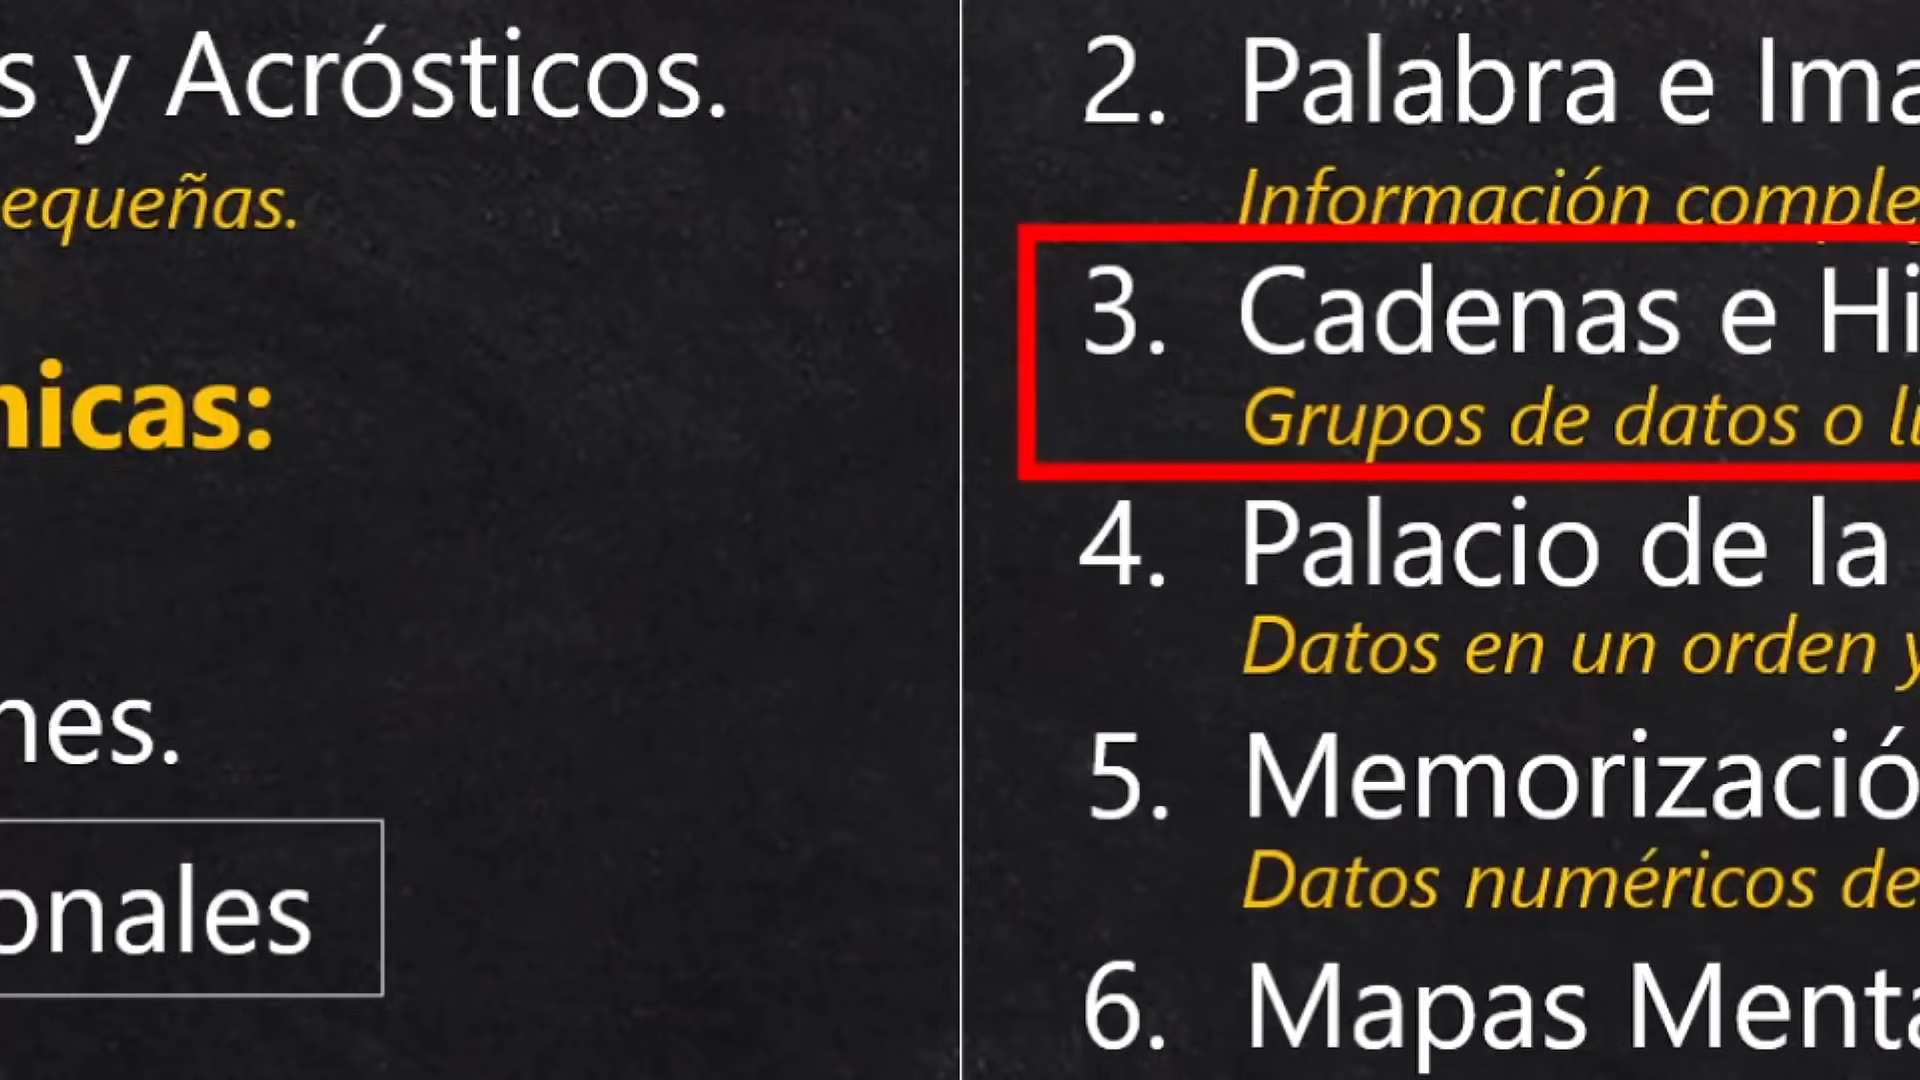 s y Acrósticos.
equeñas.
nicas:
nes.
onales
2. Palabra e Ima
Información comple
3. Cadenas e Hi
Grupos de datos o li
4. Palacio de la
Datos en un orden y
5. Memorizació
Datos numéricos de
6. Mapas Menta